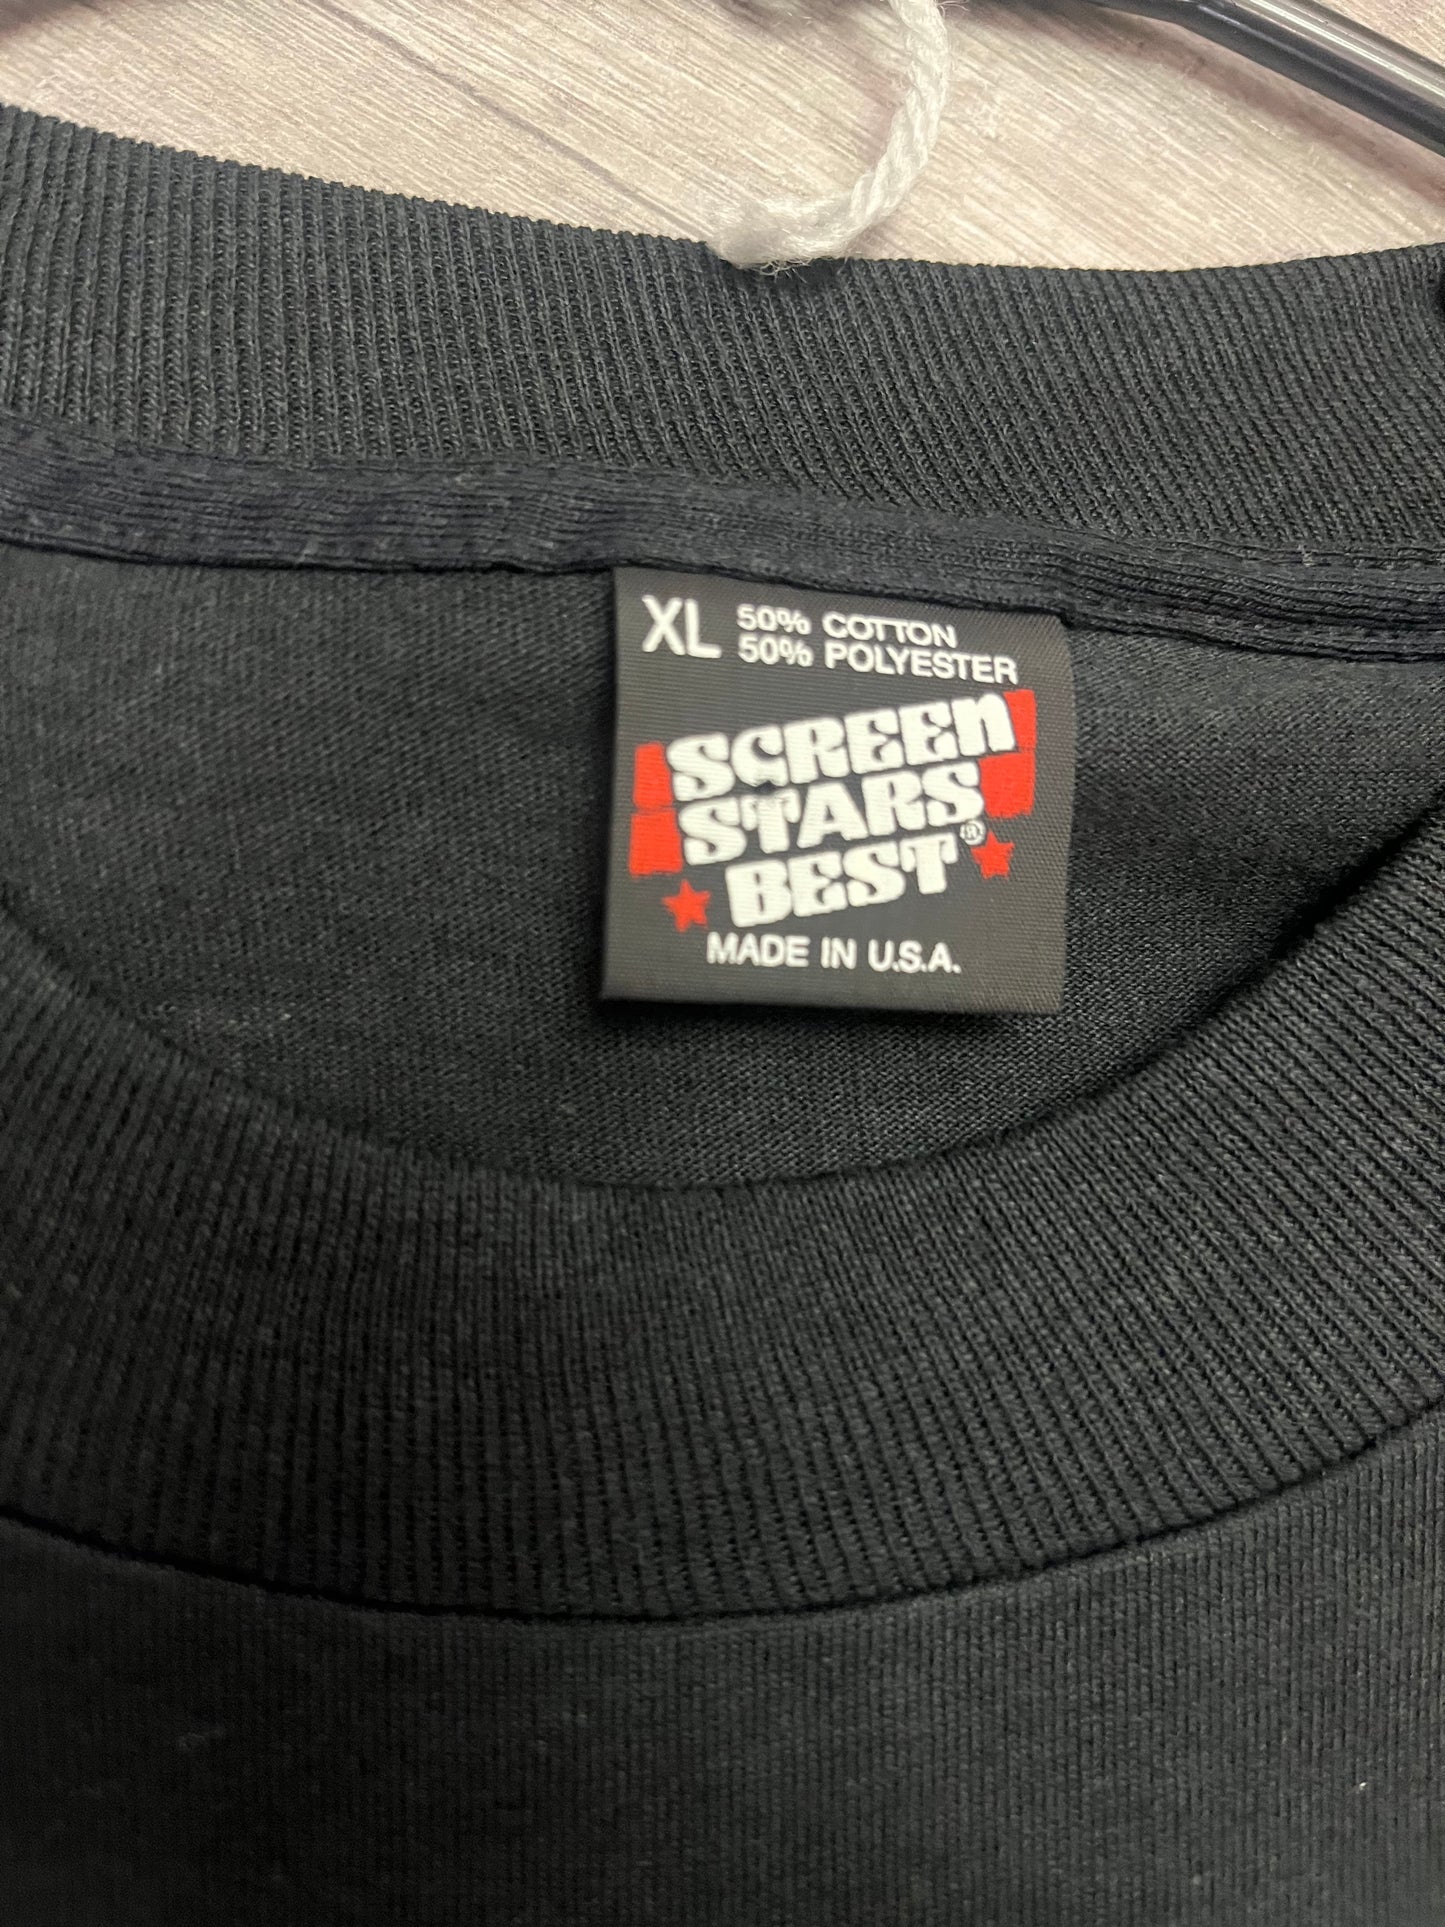 XL 50% COTTON
50% POLYESTER
SCREEN
STARS
BEST®
MADE IN U.S.A.